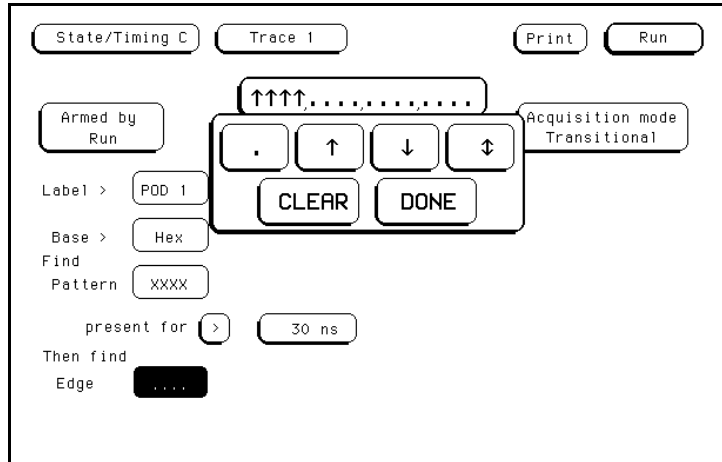 State/Timing C Trace 1 Print Run
↑↑↑↑,....,....,....
Armed by
Run
Acquisition mode
Transitional
. ↑ ↓ ↕
CLEAR DONE
Label > POD 1
Base > Hex
Find
Pattern XXXX
present for > 30 ns
Then find
Edge ....